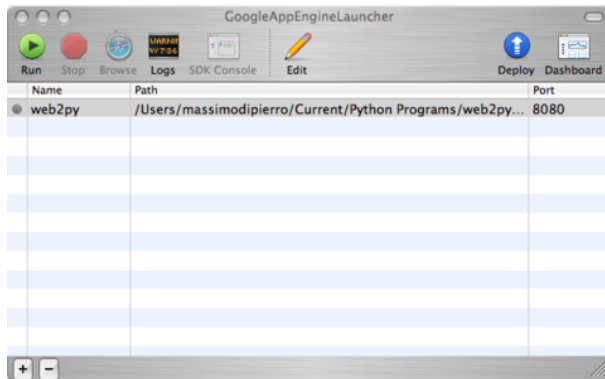 GoogleAppEngineLauncher
Run Stop Browse Logs SDK Console Edit Deploy Dashboard
Name Path Port
web2py /Users/massimodipierro/Current/Python Programs/web2py... 8080
+ −